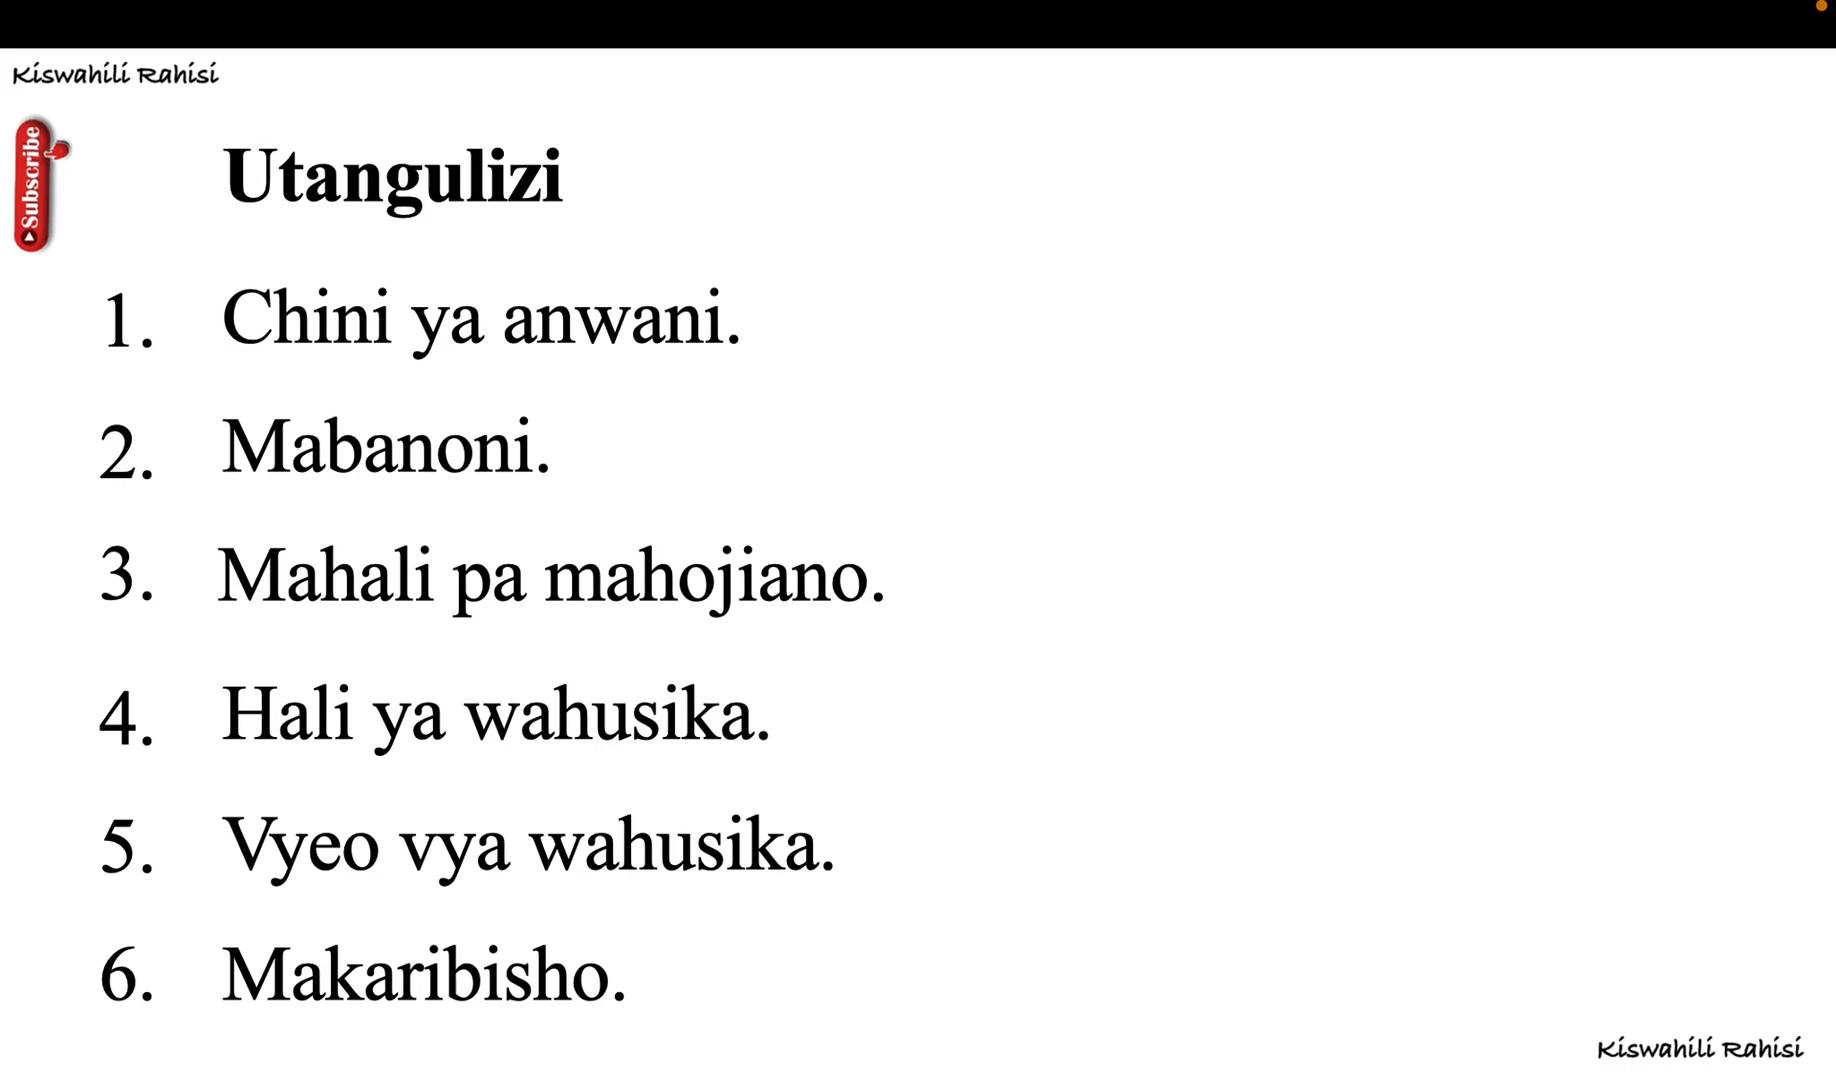 Kiswahili Rahisi
Subscribe
Utangulizi
1. Chini ya anwani.
2. Mabanoni.
3. Mahali pa mahojiano.
4. Hali ya wahusika.
5. Vyeo vya wahusika.
6. Makaribisho.
Kiswahili Rahisi